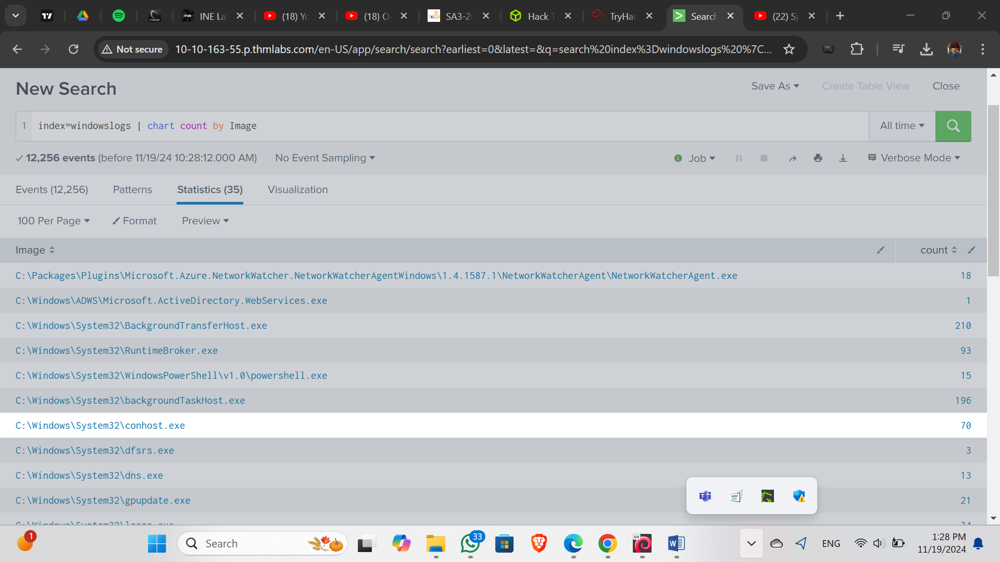 INE La
(18) Yo
(18) O
SA3-20
Hack T
TryHac
Search
(22) Sp
Not secure
10-10-163-55.p.thmlabs.com/en-US/app/search/search?earliest=0&latest=&q=search%20index%3Dwindowslogs%20%7C...
New Search
Save As
Create Table View
Close
1 index=windowslogs | chart count by Image
All time
12,256 events (before 11/19/24 10:28:12.000 AM)
No Event Sampling
Job
Verbose Mode
Events (12,256)
Patterns
Statistics (35)
Visualization
100 Per Page
Format
Preview
Image
count
C:\Packages\Plugins\Microsoft.Azure.NetworkWatcher.NetworkWatcherAgentWindows\1.4.1587.1\NetworkWatcherAgent\NetworkWatcherAgent.exe 18
C:\Windows\ADWS\Microsoft.ActiveDirectory.WebServices.exe 1
C:\Windows\System32\BackgroundTransferHost.exe 210
C:\Windows\System32\RuntimeBroker.exe 93
C:\Windows\System32\WindowsPowerShell\v1.0\powershell.exe 15
C:\Windows\System32\backgroundTaskHost.exe 196
C:\Windows\System32\conhost.exe 70
C:\Windows\System32\dfsrs.exe 3
C:\Windows\System32\dns.exe 13
C:\Windows\System32\gpupdate.exe 21
1
Search
33
64
ENG
1:28 PM
11/19/2024